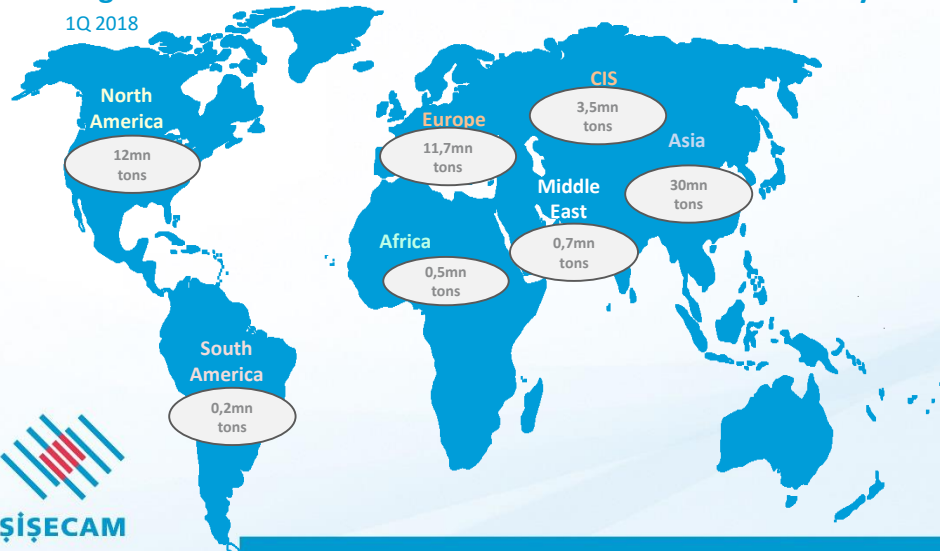 1Q 2018
North
America
12mn
tons
Europe
11,7mn
tons
CIS
3,5mn
tons
Asia
30mn
tons
Middle
East
0,7mn
tons
Africa
0,5mn
tons
South
America
0,2mn
tons
ŞİŞECAM